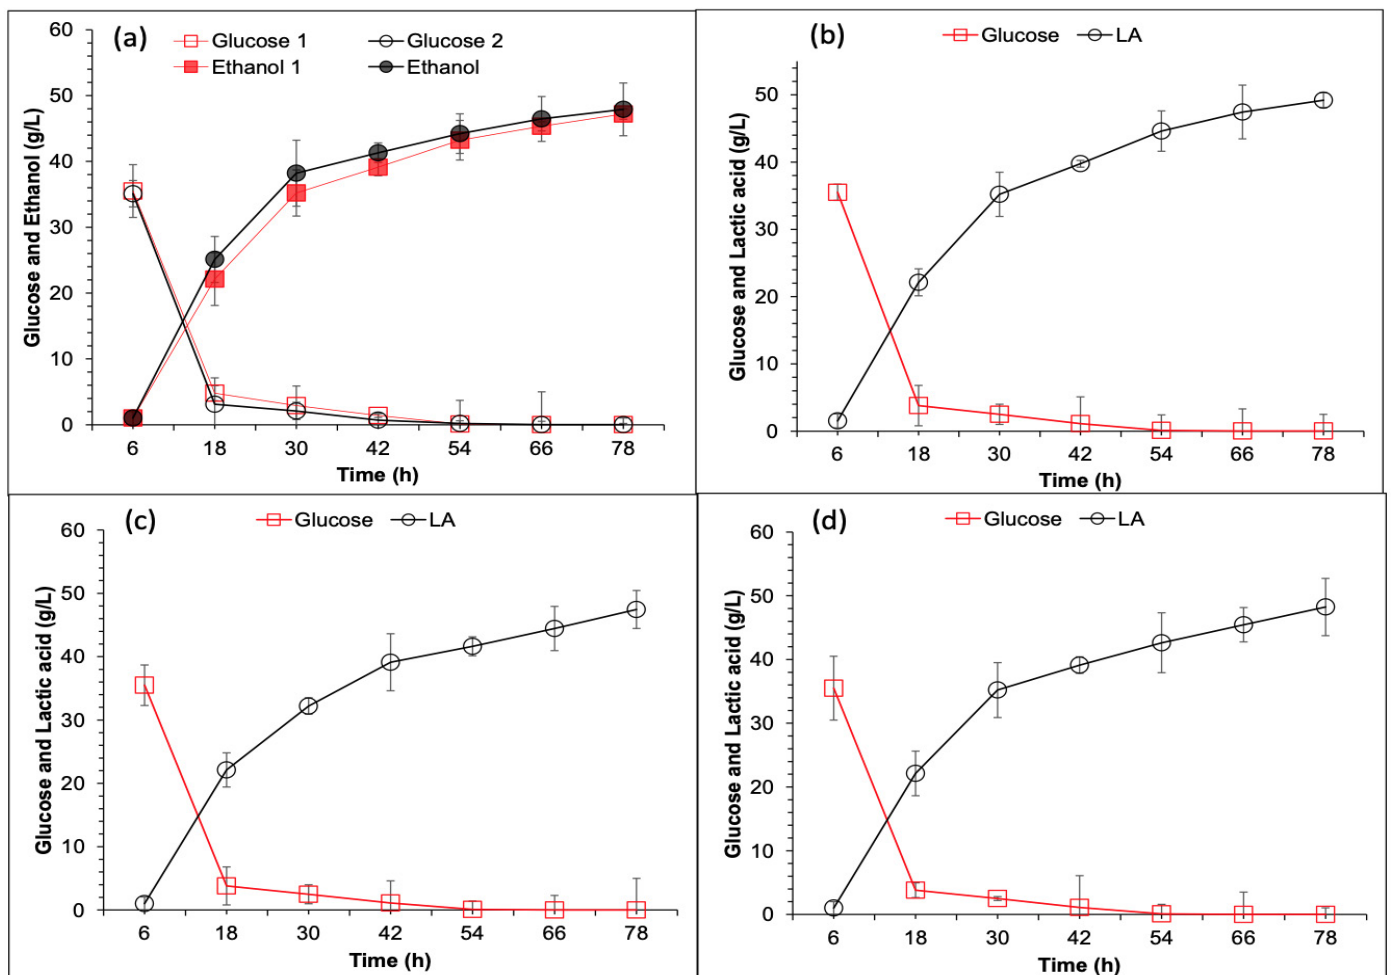 (a)
Glucose 1
Glucose 2
Ethanol 1
Ethanol
Glucose and Ethanol (g/L)
60
50
40
30
20
10
0
6 18 30 42 54 66 78
Time (h)
(b)
Glucose
LA
Glucose and Lactic acid (g/L)
50
40
30
20
10
0
6 18 30 42 54 66 78
Time (h)
(c)
Glucose
LA
Glucose and Lactic acid (g/L)
60
50
40
30
20
10
0
6 18 30 42 54 66 78
Time (h)
(d)
Glucose
LA
Glucose and Lactic acid (g/L)
60
50
40
30
20
10
0
6 18 30 42 54 66 78
Time (h)